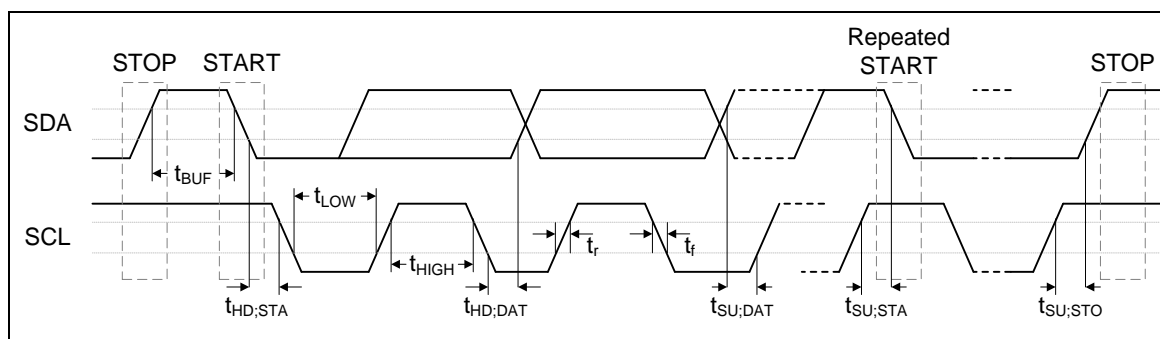 Repeated
STOP START START STOP
SDA
tBUF
tLOW
SCL
tHIGH tr tf
tHD;STA tHD;DAT tSU;DAT tSU;STA tSU;STO